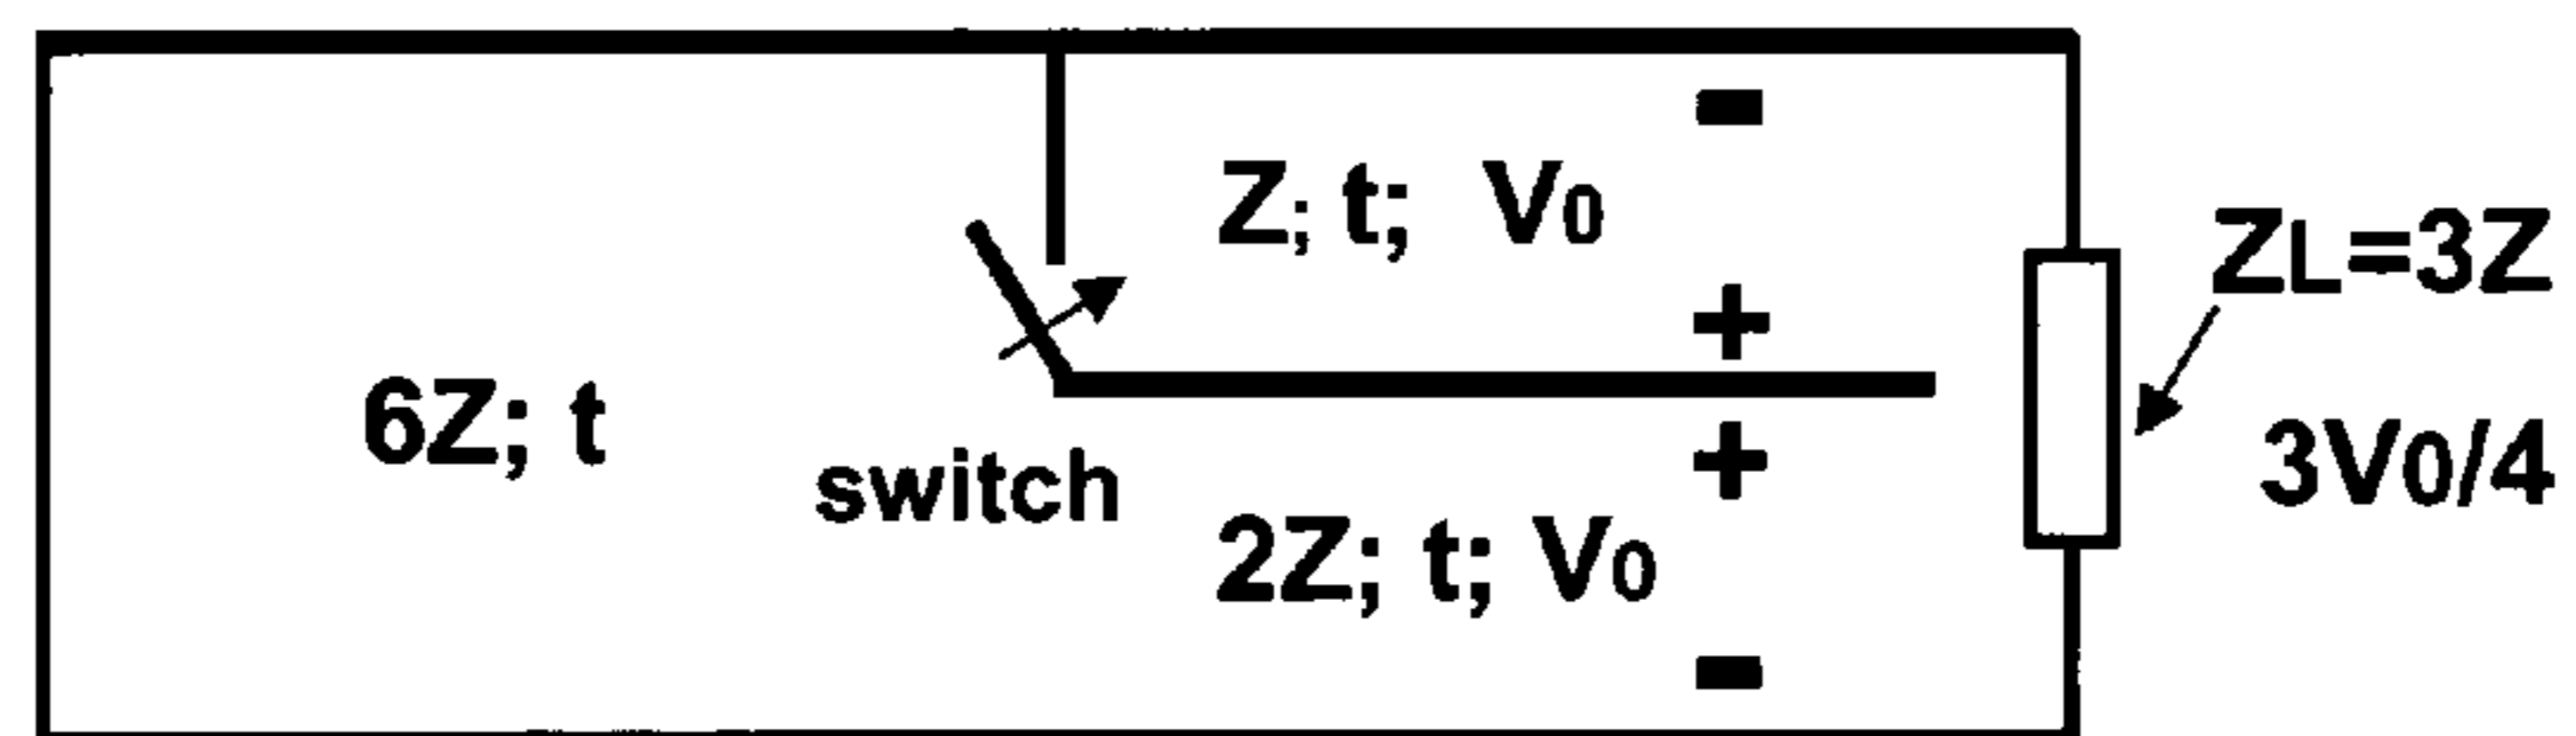 −
Z; t; V0
+
ZL=3Z
6Z; t
switch
+
3V0/4
2Z; t; V0
−